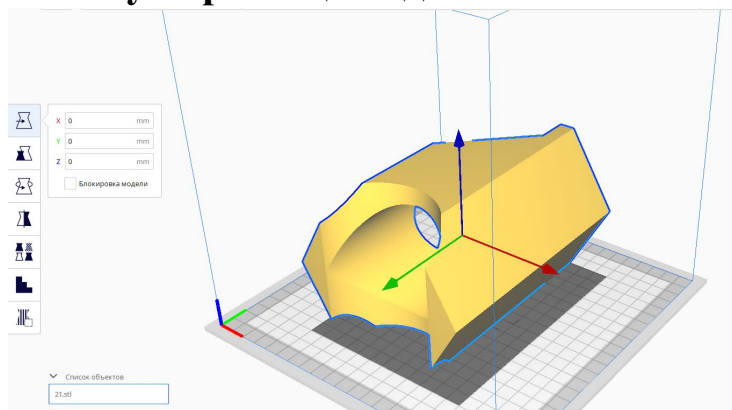 X 0 mm
Y 0 mm
Z 0 mm
Блокировка модели
Список объектов
21.stl